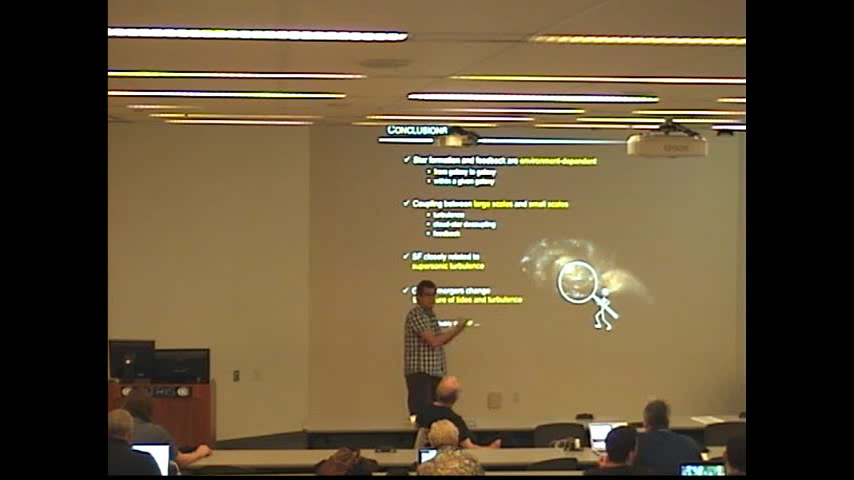 CONCLUSIONS
✓ Star formation and feedback are environment-dependent
• from galaxy to galaxy
• within a given galaxy
✓ Coupling between large scales and small scales
• turbulence
• cloud-star decoupling
• feedback
✓ SF closely related to
supersonic turbulence
✓ mergers change
of tides and turbulence
EPSON